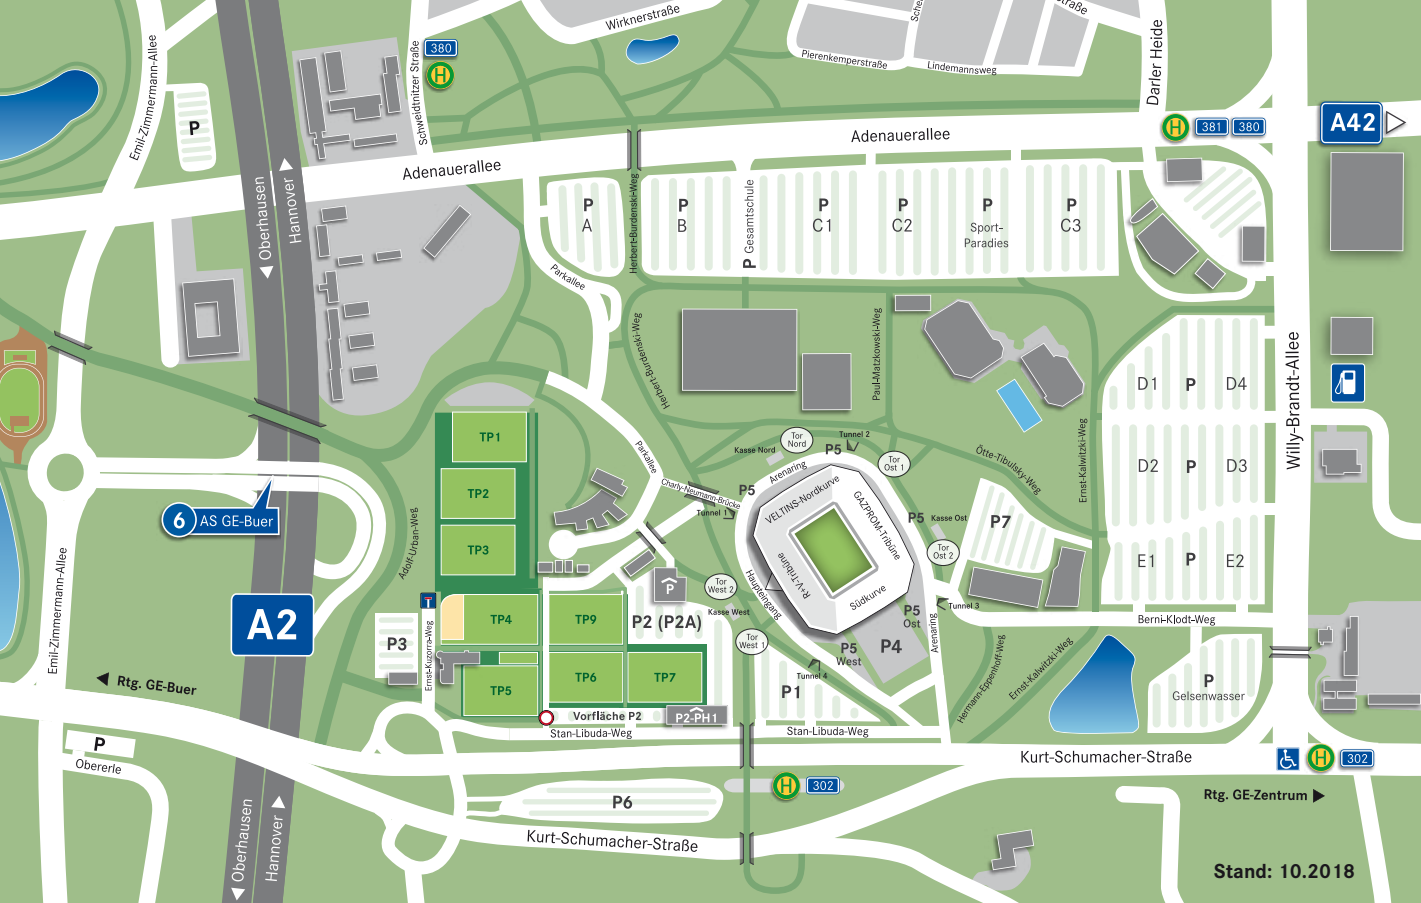 Wirknerstraße
Pierenkemperstraße
Lindemannsweg
Darler Heide
Emil-Zimmermann-Allee
P
Schweidtnitzer Straße
380
H
Adenauerallee
Adenauerallee
H
381
380
A42
Oberhausen
Hannover
P
A
Herbert-Burdenski-Weg
P
B
P Gesamtschule
P
C1
P
C2
P
Sport-
Paradies
P
C3
Parkallee
Herbert-Burdenski-Weg
Paul-Matzkowski-Weg
Willy-Brandt-Allee
D1
P
D4
D2
P
D3
E1
P
E2
Ernst-Kalwitzki-Weg
Ötte-Tibulsky-Weg
TP1
TP2
TP3
TP4
TP9
TP5
TP6
TP7
Parkallee
Charly-Neumann-Brücke
Tunnel 1
P5
Kasse Nord
Tor
Nord
Tunnel 2
P5
Tor
Ost 1
Arenaring
VELTINS-Nordkurve
GAZPROM-Tribüne
R-V-Tribüne
Südkurve
Haupteingang
P5
Kasse Ost
Tor
Ost 2
P7
Tunnel 3
6
AS GE-Buer
A2
Adolf-Urban-Weg
Emil-Zimmermann-Allee
P3
Ernst-Kuzorra-Weg
P
P2 (P2A)
Tor
West 2
Kasse West
Tor
West 1
P5
West
P5
Ost
P4
Arenaring
Tunnel 4
P1
Berni-Klodt-Weg
Hermann-Eppenhoff-Weg
Ernst-Kalwitzki-Weg
P
Gelsenwasser
Rtg. GE-Buer
Vorfläche P2
P2-PH1
Stan-Libuda-Weg
Stan-Libuda-Weg
P
Obererle
Kurt-Schumacher-Straße
H
302
H
302
P6
Rtg. GE-Zentrum
Kurt-Schumacher-Straße
Oberhausen
Hannover
Stand: 10.2018